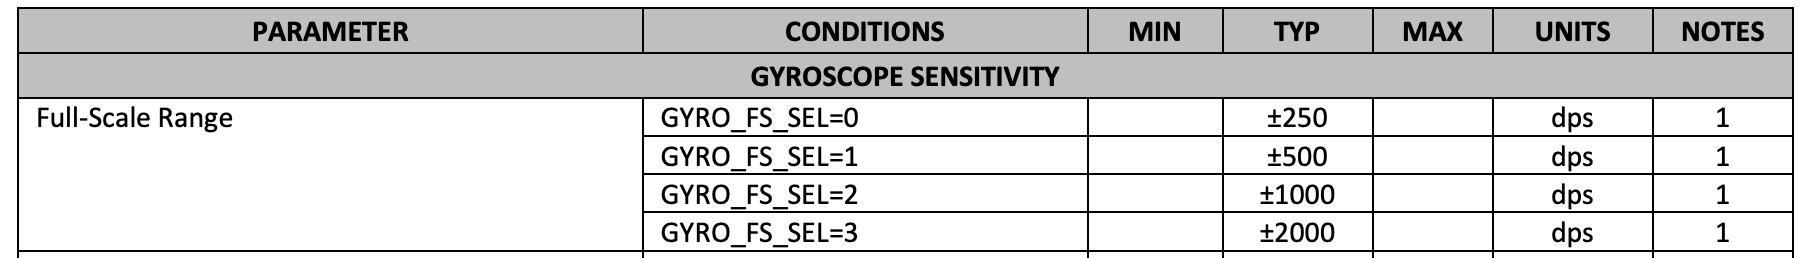 PARAMETER CONDITIONS MIN TYP MAX UNITS NOTES
GYROSCOPE SENSITIVITY
Full-Scale Range GYRO_FS_SEL=0 ±250 dps 1
GYRO_FS_SEL=1 ±500 dps 1
GYRO_FS_SEL=2 ±1000 dps 1
GYRO_FS_SEL=3 ±2000 dps 1